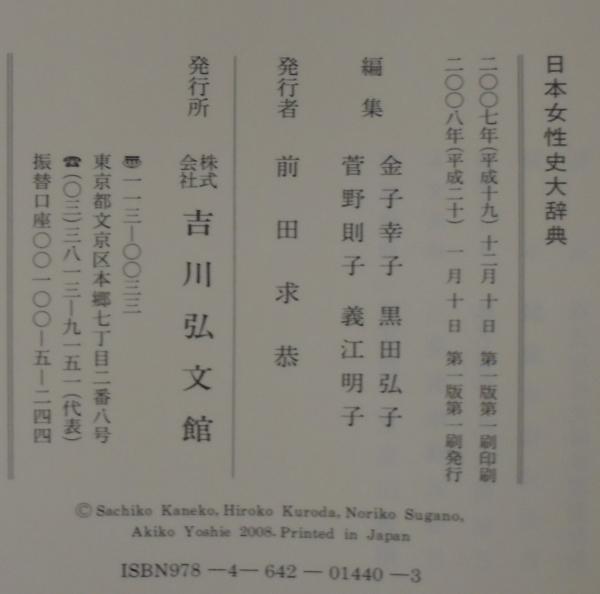 日本女性史大辞典
二〇〇七年(平成十九)十二月十日 第一版第一刷印刷
二〇〇八年(平成二十)一月十日 第一版第一刷発行
編集 金子幸子 黒田弘子
菅野則子 義江明子
発行者 前田求恭
発行所 株式会社 吉川弘文館
〠一一三―〇〇三三
東京都文京区本郷七丁目二番八号
☎(〇三)三八一三―九一五一(代表)
振替口座〇〇一〇〇―五―二四四
© Sachiko Kaneko, Hiroko Kuroda, Noriko Sugano,
Akiko Yoshie 2008. Printed in Japan
ISBN978―4―642―01440―3